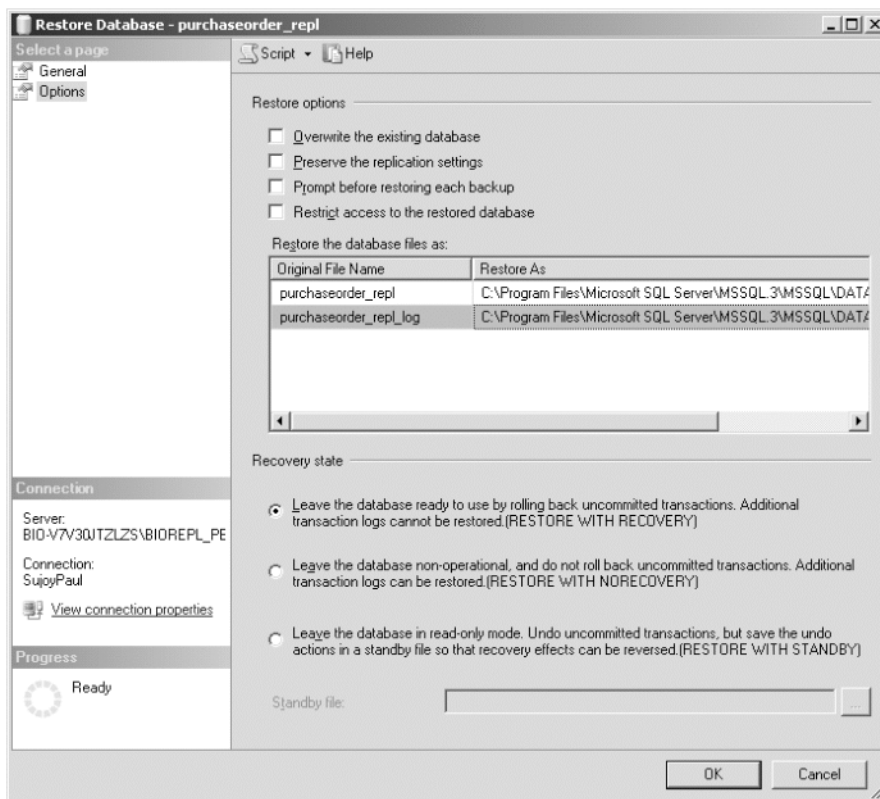 Restore Database - purchaseorder_repl
Select a page
General
Options
Script
Help
Restore options
Overwrite the existing database
Preserve the replication settings
Prompt before restoring each backup
Restrict access to the restored database
Restore the database files as:
Original File Name Restore As
purchaseorder_repl C:\Program Files\Microsoft SQL Server\MSSQL.3\MSSQL\DATA
purchaseorder_repl_log C:\Program Files\Microsoft SQL Server\MSSQL.3\MSSQL\DATA
Recovery state
Leave the database ready to use by rolling back uncommitted transactions. Additional
transaction logs cannot be restored.(RESTORE WITH RECOVERY)
Leave the database non-operational, and do not roll back uncommitted transactions. Additional
transaction logs can be restored.(RESTORE WITH NORECOVERY)
Leave the database in read-only mode. Undo uncommitted transactions, but save the undo
actions in a standby file so that recovery effects can be reversed.(RESTORE WITH STANDBY)
Standby file:
...
Connection
Server:
BIO-V7V30JTZLZS\BIOREPL_PE
Connection:
SujoyPaul
View connection properties
Progress
Ready
OK
Cancel